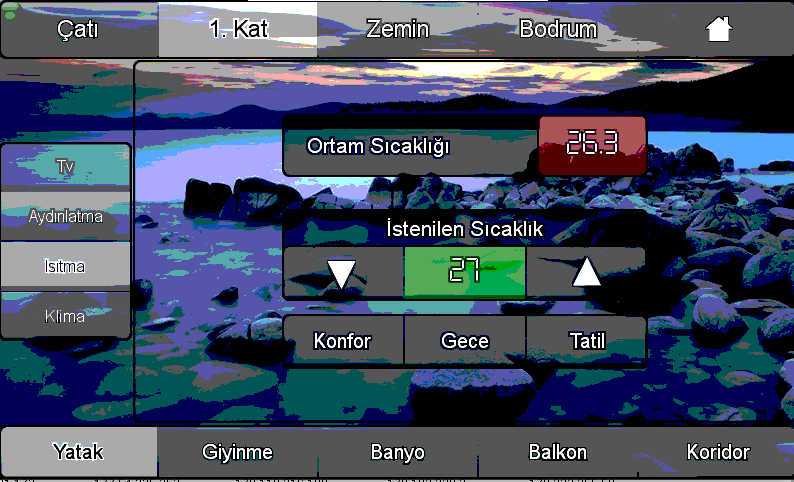 Çatı
1. Kat
Zemin
Bodrum
Ortam Sıcaklığı
26.3
Tv
Aydınlatma
Isıtma
Klima
İstenilen Sıcaklık
27
Konfor
Gece
Tatil
Yatak
Giyinme
Banyo
Balkon
Koridor